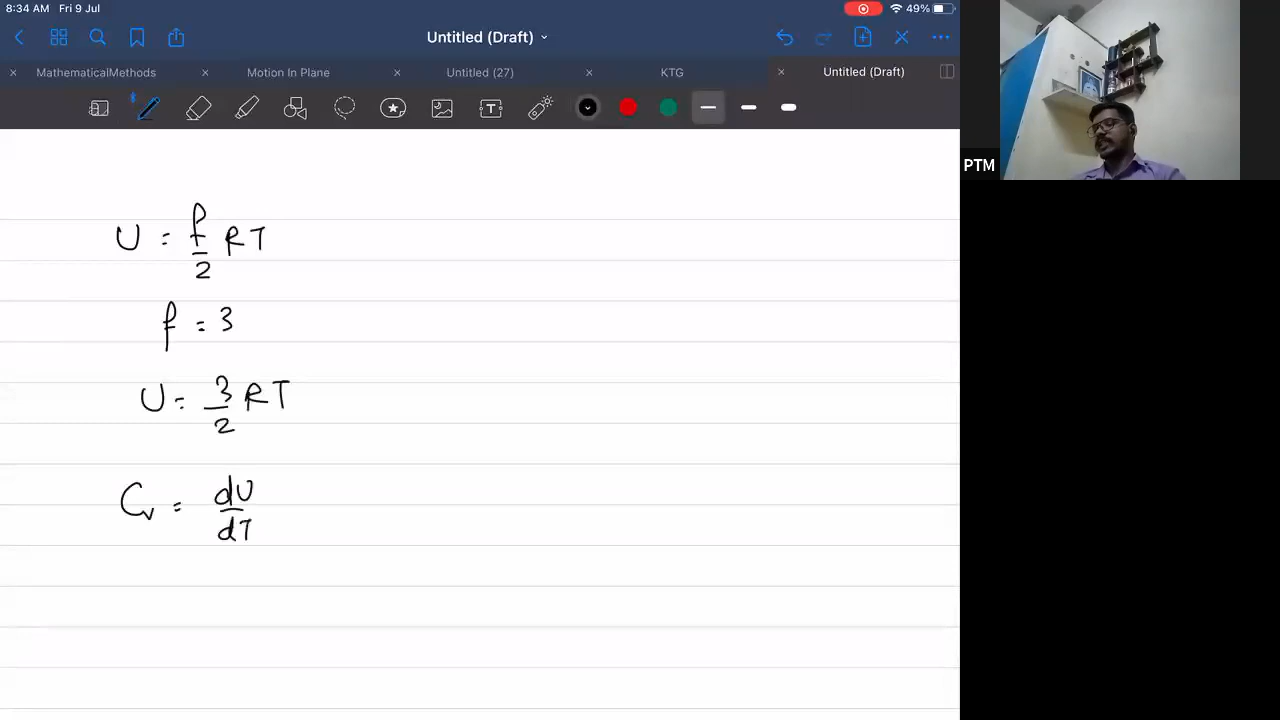 8:34 AM Fri 9 Jul 49%
Untitled (Draft)
MathematicalMethods Motion In Plane Untitled (27) KTG Untitled (Draft)
T
PTM
U = f/2 RT
f = 3
U = 3/2 RT
Cv = dU/dT